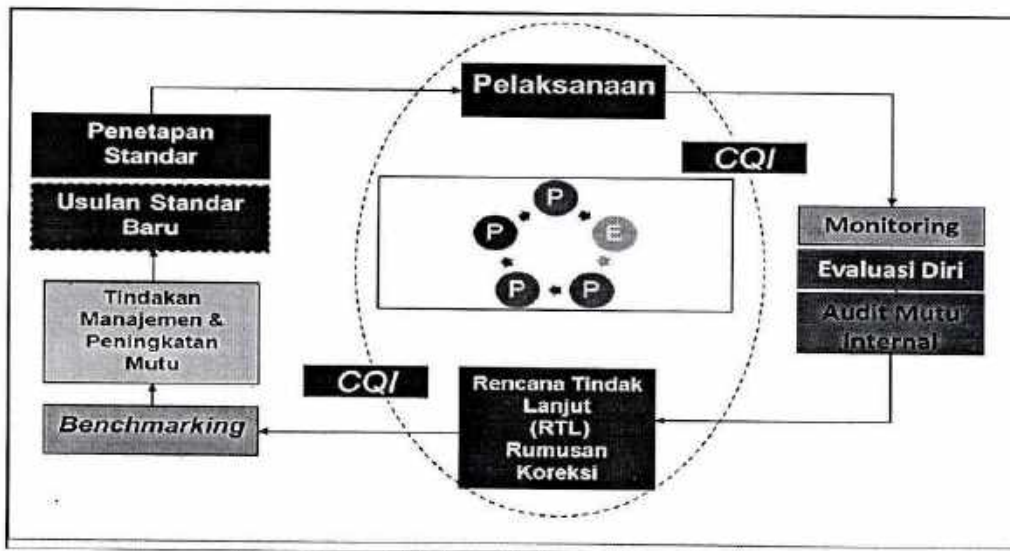 Pelaksanaan
Penetapan
Standar
CQI
Usulan Standar
Baru
P
P
E
P
P
Monitoring
Evaluasi Diri
Audit Mutu
Internal
Tindakan
Manajemen &
Peningkatan
Mutu
CQI
Rencana Tindak
Lanjut
(RTL)
Rumusan
Koreksi
Benchmarking